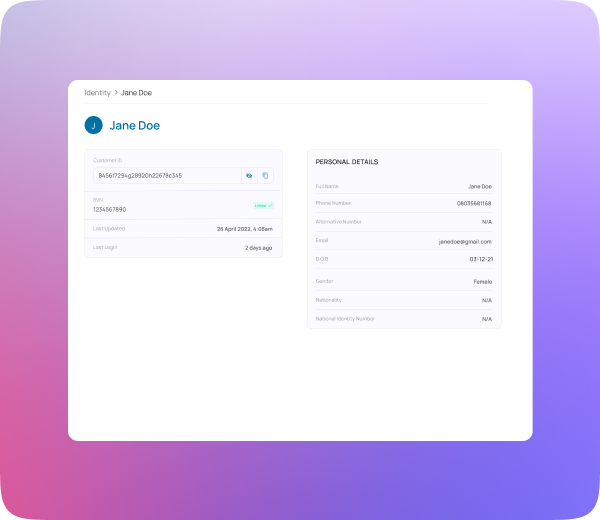 Identity > Jane Doe
J
Jane Doe
Customer ID
8456f7294g28920h22678c345
BVN
1234567890
Last Updated 26 April 2022, 4:05am
Last Login 2 days ago
PERSONAL DETAILS
Full Name Jane Doe
Phone Number 08035681168
Alternative Number N/A
Email janedoe@gmail.com
D.O.B 03-12-21
Gender Female
Nationality N/A
National Identity Number N/A